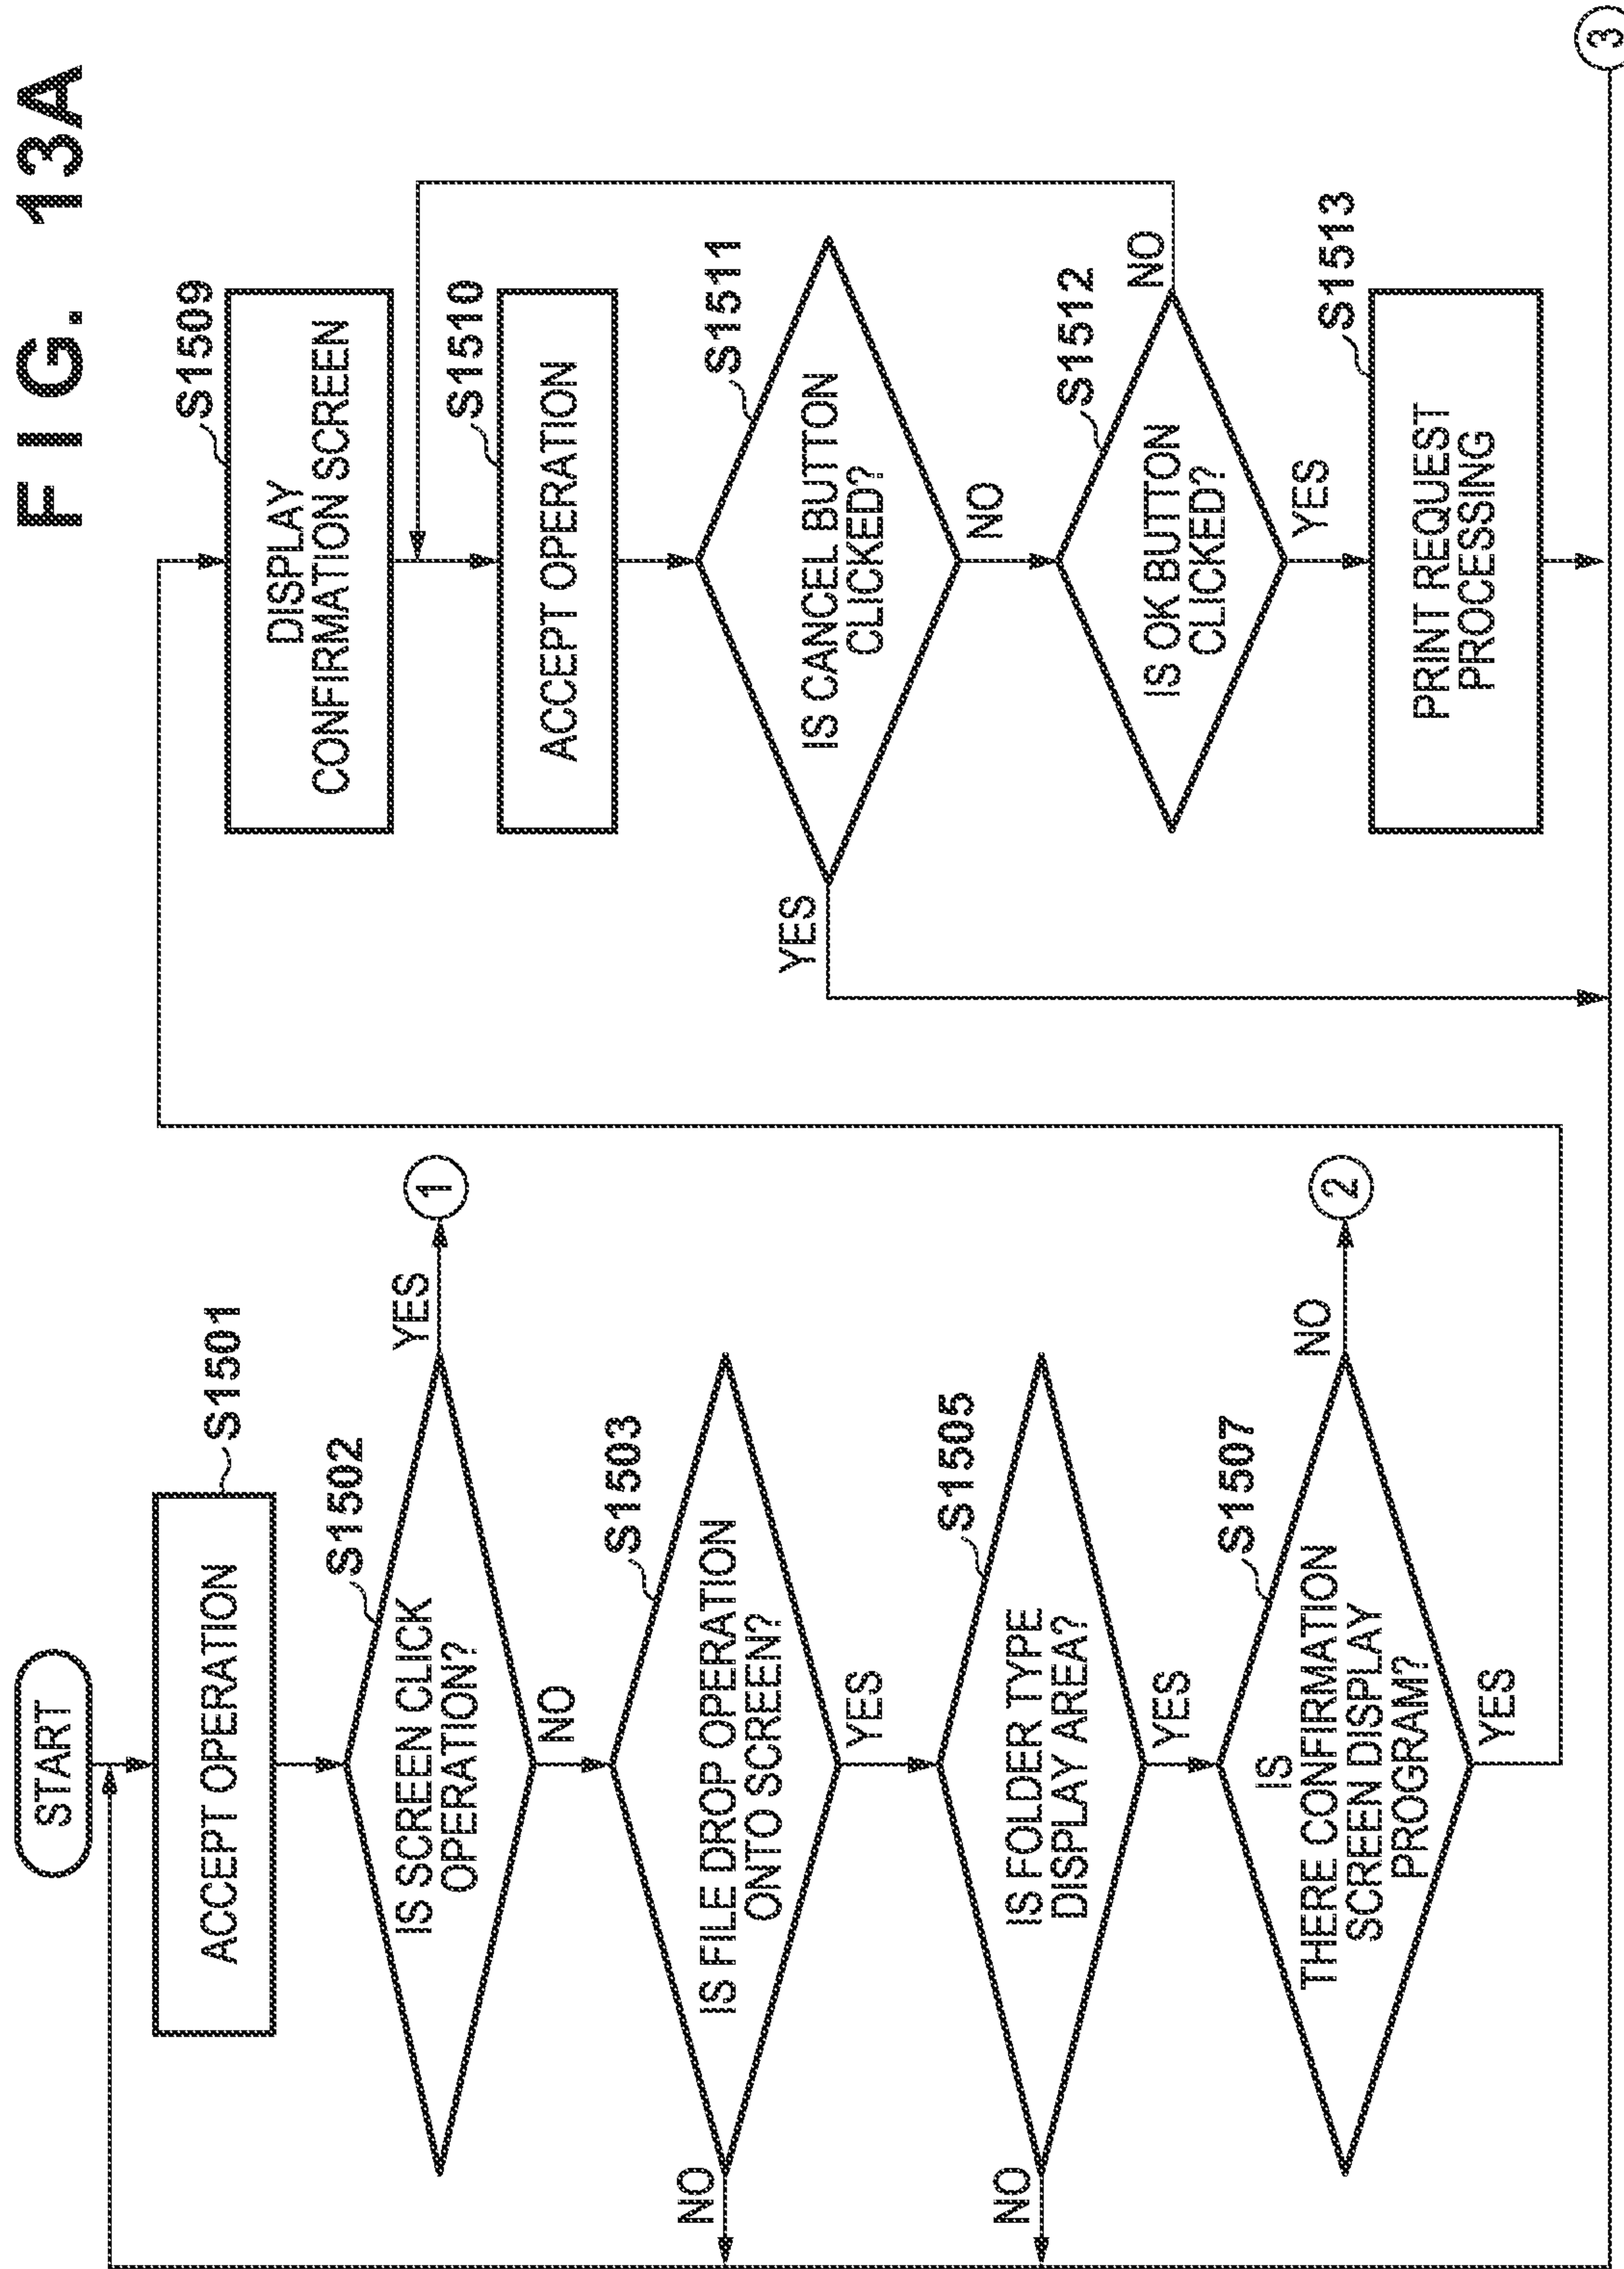 FIG. 13A
START
ACCEPT OPERATION
S1501
S1502
IS SCREEN CLICK
OPERATION?
YES
1
NO
S1503
IS FILE DROP OPERATION
ONTO SCREEN?
NO
YES
S1505
IS FOLDER TYPE
DISPLAY AREA?
NO
YES
S1507
IS
THERE CONFIRMATION
SCREEN DISPLAY
PROGRAM?
NO
2
YES
S1509
DISPLAY
CONFIRMATION SCREEN
S1510
ACCEPT OPERATION
S1511
IS CANCEL BUTTON
CLICKED?
YES
NO
S1512
IS OK BUTTON
CLICKED?
NO
YES
S1513
PRINT REQUEST
PROCESSING
3